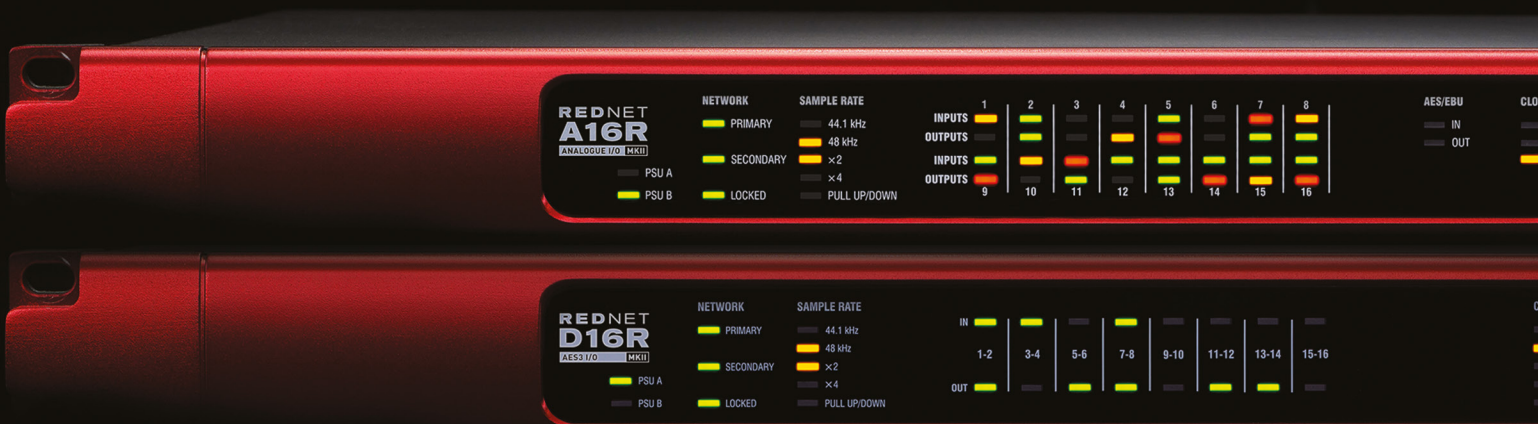 REDNET
A16R
ANALOGUE I/O MKII
PSU A
PSU B
NETWORK
PRIMARY
SECONDARY
LOCKED
SAMPLE RATE
44.1 kHz
48 kHz
×2
×4
PULL UP/DOWN
1 2 3 4 5 6 7 8
INPUTS
OUTPUTS
INPUTS
OUTPUTS
9 10 11 12 13 14 15 16
AES/EBU
IN
OUT
CLO
REDNET
D16R
AES3 I/O MKII
PSU A
PSU B
NETWORK
PRIMARY
SECONDARY
LOCKED
SAMPLE RATE
44.1 kHz
48 kHz
×2
×4
PULL UP/DOWN
IN
1-2 3-4 5-6 7-8 9-10 11-12 13-14 15-16
OUT